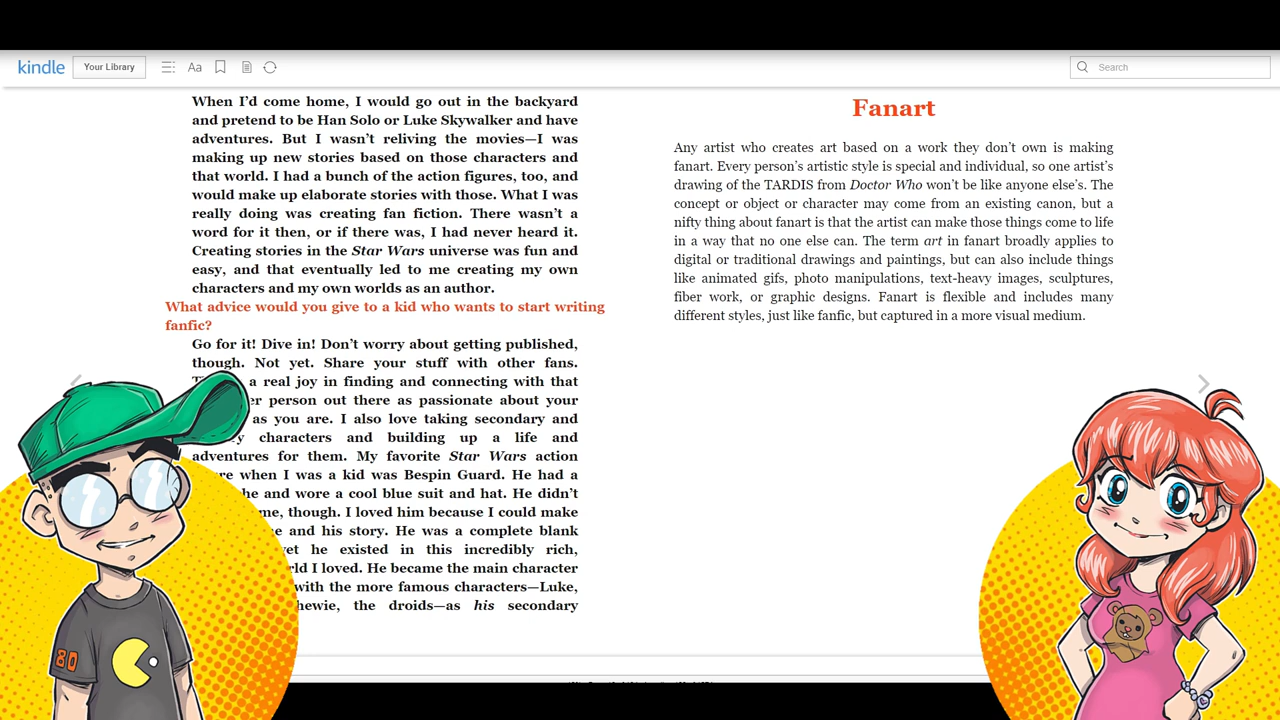 kindle
Your Library
Aa
Search
When I’d come home, I would go out in the backyard
and pretend to be Han Solo or Luke Skywalker and have
adventures. But I wasn’t reliving the movies—I was
making up new stories based on those characters and
that world. I had a bunch of the action figures, too, and
would make up elaborate stories with those. What I was
really doing was creating fan fiction. There wasn’t a
word for it then, or if there was, I had never heard it.
Creating stories in the Star Wars universe was fun and
easy, and that eventually led to me creating my own
characters and my own worlds as an author.
What advice would you give to a kid who wants to start writing
fanfic?
Go for it! Dive in! Don’t worry about getting published,
though. Not yet. Share your stuff with other fans.
a real joy in finding and connecting with that
person out there as passionate about your
as you are. I also love taking secondary and
characters and building up a life and
adventures for them. My favorite Star Wars action
when I was a kid was Bespin Guard. He had a
and wore a cool blue suit and hat. He didn’t
though. I loved him because I could make
and his story. He was a complete blank
he existed in this incredibly rich,
I loved. He became the main character
with the more famous characters—Luke,
the droids—as his secondary
Fanart
Any artist who creates art based on a work they don’t own is making
fanart. Every person’s artistic style is special and individual, so one artist’s
drawing of the TARDIS from Doctor Who won’t be like anyone else’s. The
concept or object or character may come from an existing canon, but a
nifty thing about fanart is that the artist can make those things come to life
in a way that no one else can. The term art in fanart broadly applies to
digital or traditional drawings and paintings, but can also include things
like animated gifs, photo manipulations, text-heavy images, sculptures,
fiber work, or graphic designs. Fanart is flexible and includes many
different styles, just like fanfic, but captured in a more visual medium.
80